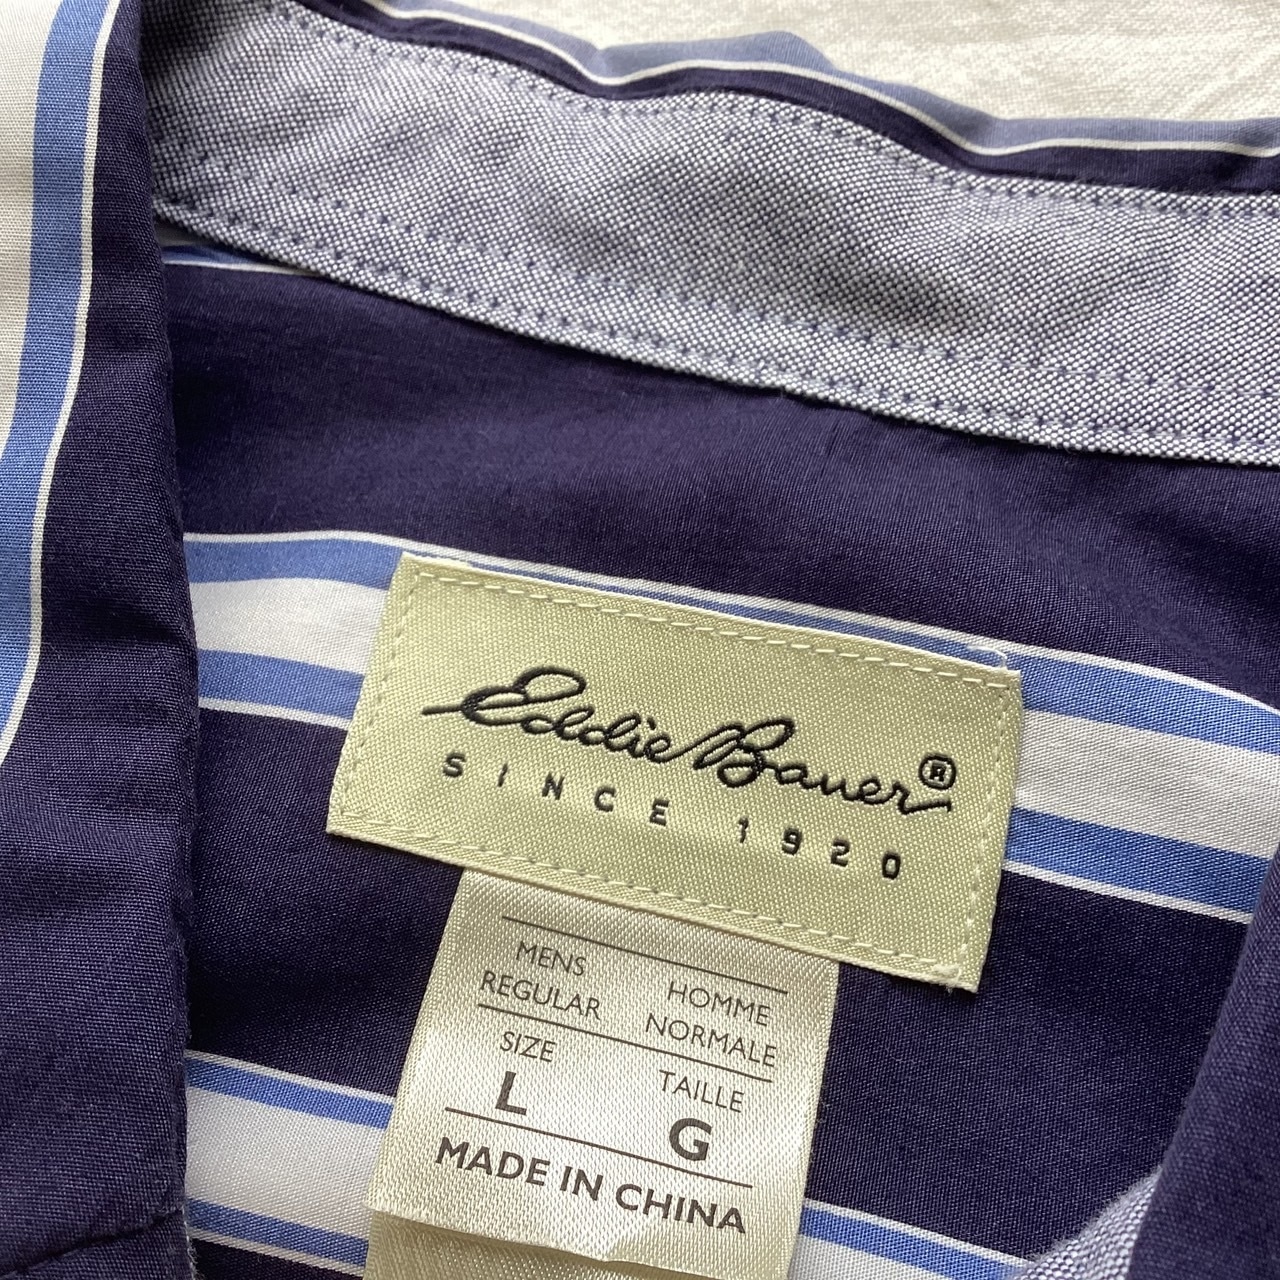 Eddie Bauer®
SINCE 1920
MENS HOMME
REGULAR NORMALE
SIZE TAILLE
L G
MADE IN CHINA